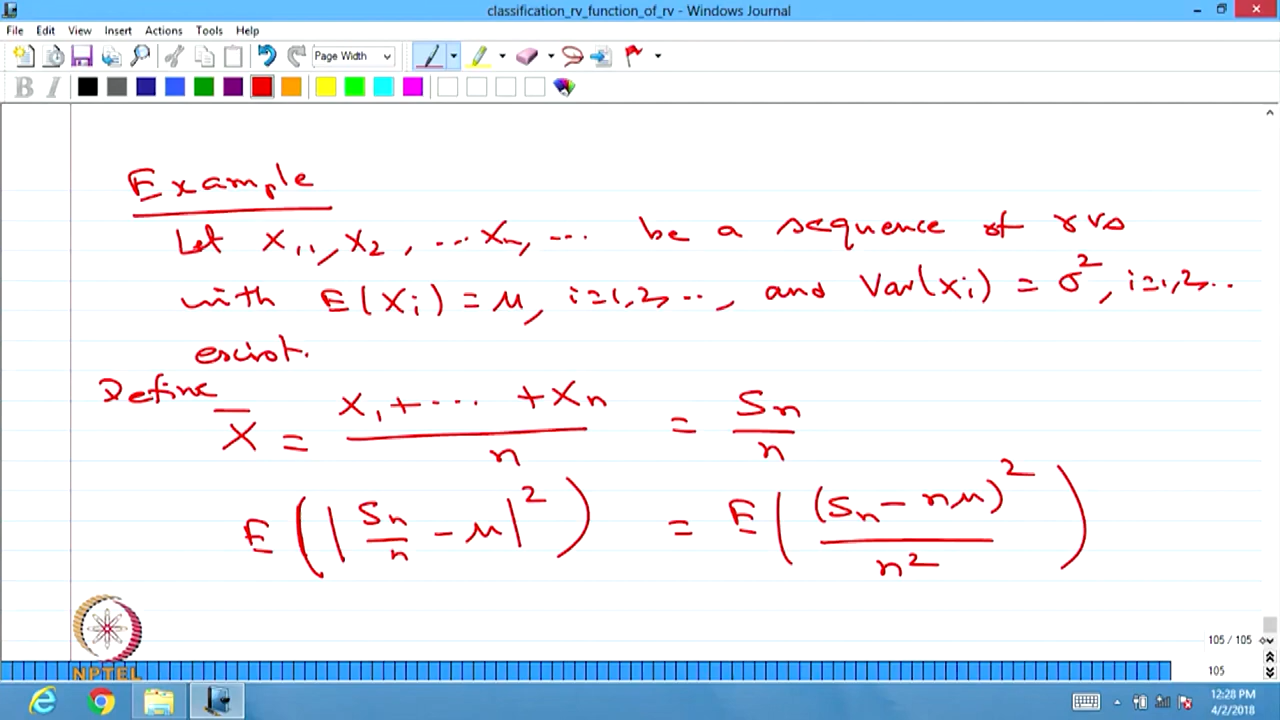 classification_rv_function_of_rv - Windows Journal
File Edit View Insert Actions Tools Help
Page Width
B I
Example
Let X1, X2, ... Xn, ... be a sequence of rvs
with E(Xi) = μ, i=1,2, ..., and Var(Xi) = σ², i=1,2, ..
exist.
Define
X̄ = (X1 + ... + Xn) / n = Sn / n
E(|Sn/n - μ|²) = E((Sn - nμ)² / n²)
NPTEL
105 / 105
105
12:28 PM
4/2/2018